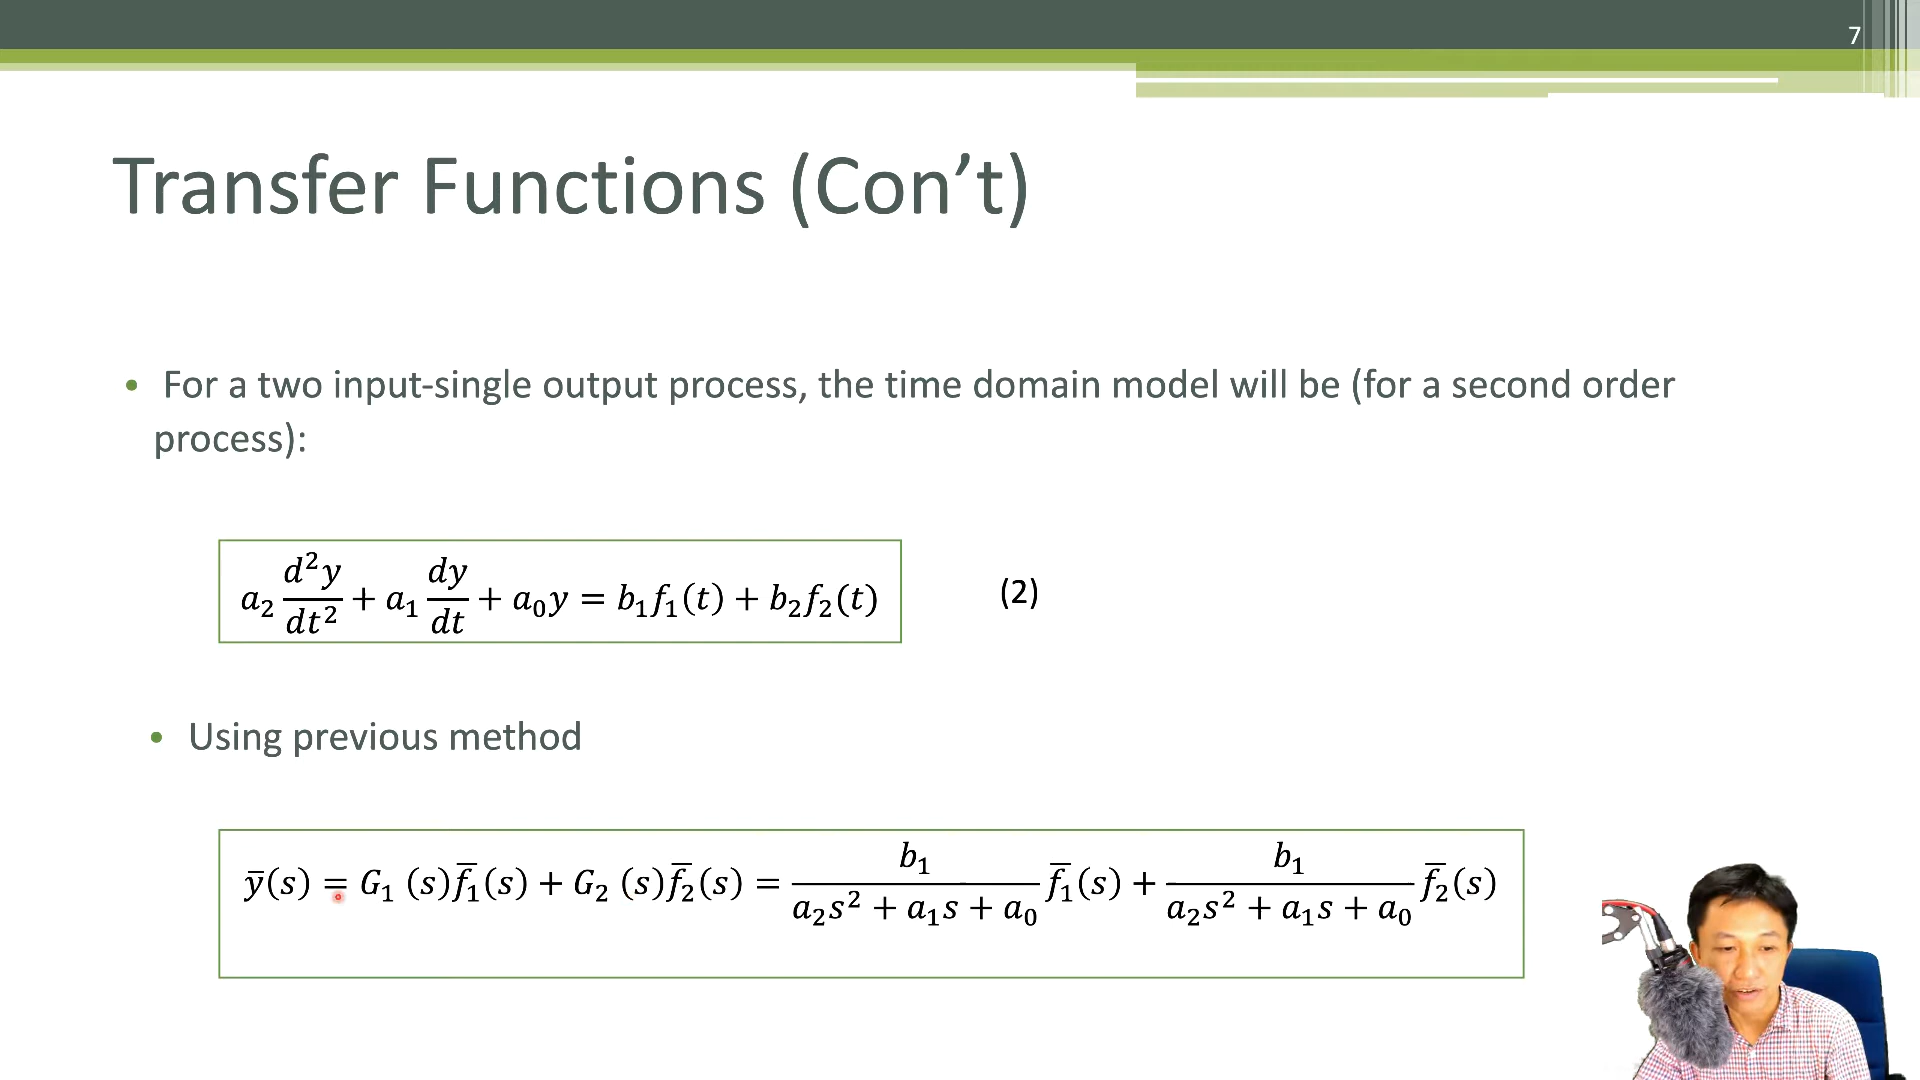 7
Transfer Functions (Con’t)
• For a two input-single output process, the time domain model will be (for a second order
process):
a₂ d²y/dt² + a₁ dy/dt + a₀y = b₁f₁(t) + b₂f₂(t) (2)
• Using previous method
ȳ(s) = G₁ (s)f̅₁(s) + G₂ (s)f̅₂(s) = b₁/(a₂s² + a₁s + a₀) f̅₁(s) + b₁/(a₂s² + a₁s + a₀) f̅₂(s)